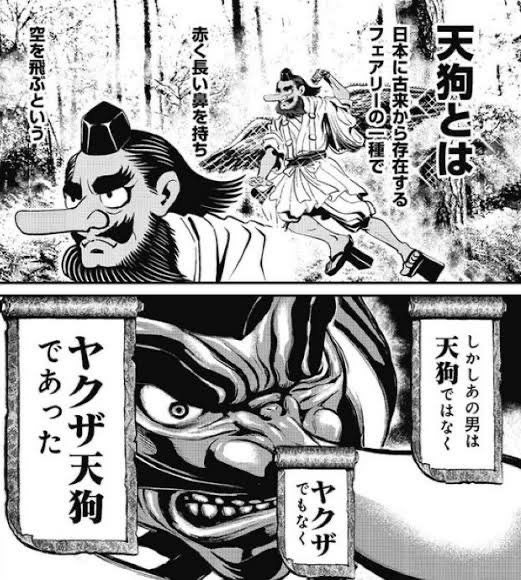 天狗とは
日本に古来から存在する
フェアリーの一種で
赤く長い鼻を持ち
空を飛ぶという
しかしあの男は
天狗ではなく
ヤクザ
でもなく
ヤクザ天狗
であった